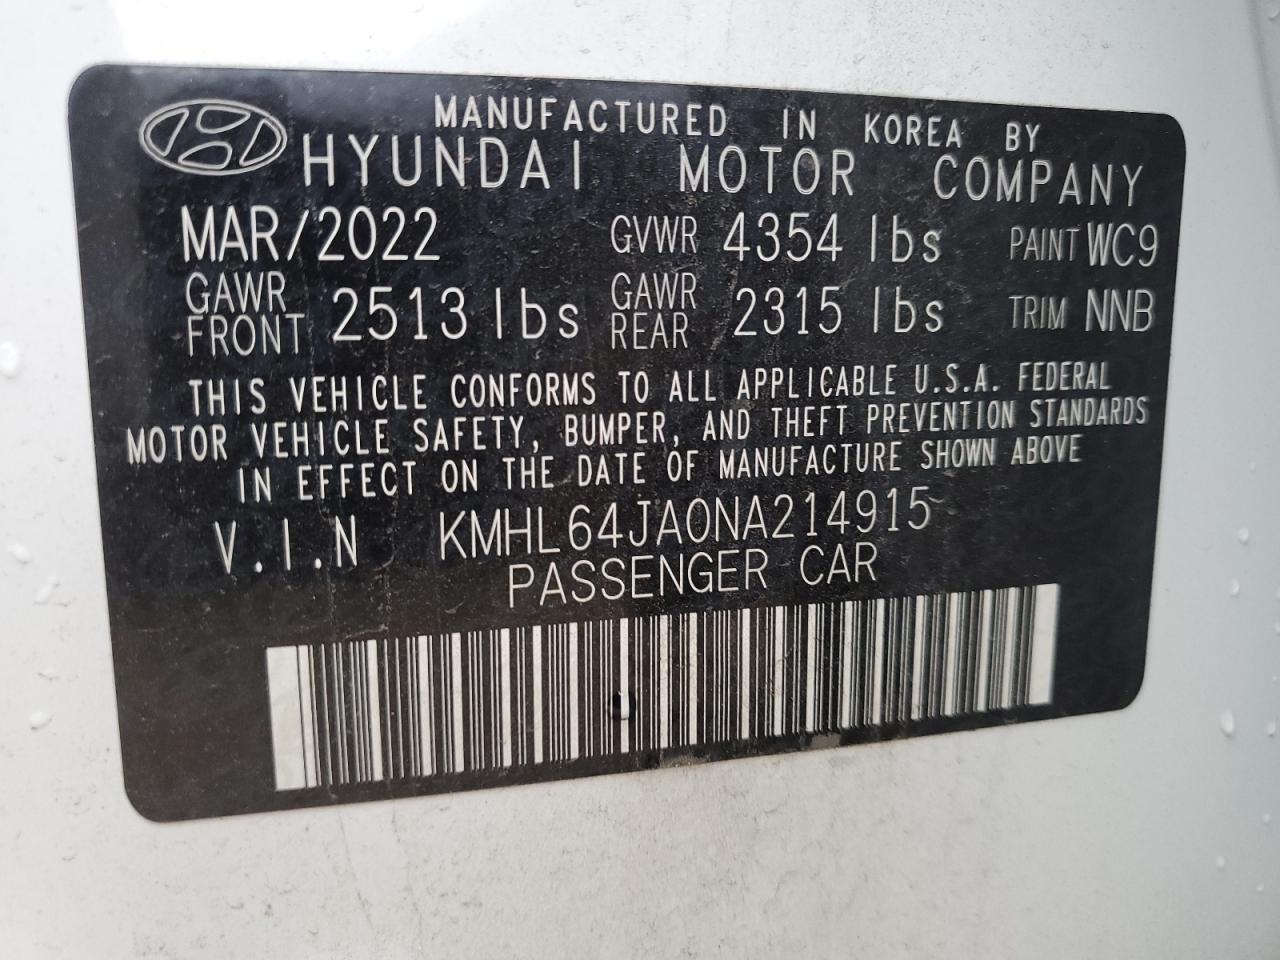 MANUFACTURED IN KOREA BY
HYUNDAI MOTOR COMPANY
MAR/2022 GVWR 4354 lbs PAINT WC9
GAWR FRONT 2513 lbs GAWR REAR 2315 lbs TRIM NNB
THIS VEHICLE CONFORMS TO ALL APPLICABLE U.S.A. FEDERAL
MOTOR VEHICLE SAFETY, BUMPER, AND THEFT PREVENTION STANDARDS
IN EFFECT ON THE DATE OF MANUFACTURE SHOWN ABOVE
V.I.N KMHL64JA0NA214915
PASSENGER CAR